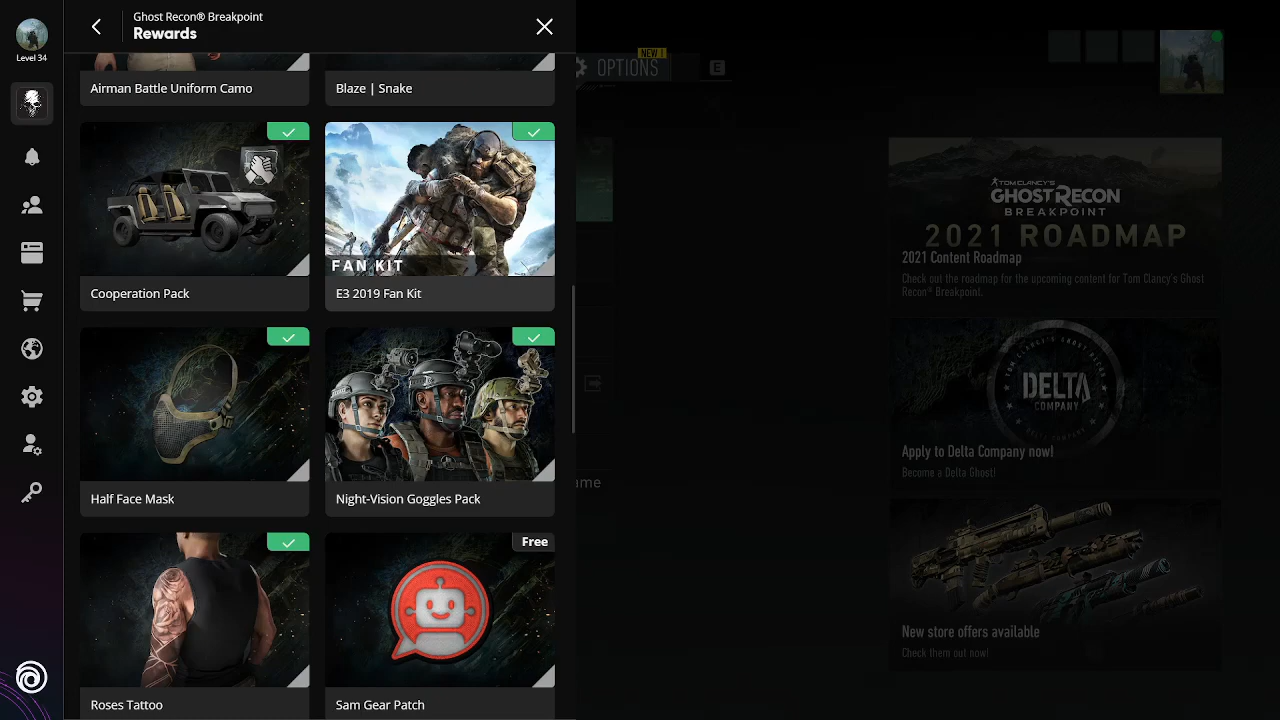 Level 34
Ghost Recon® Breakpoint
Rewards
Airman Battle Uniform Camo
Blaze | Snake
Cooperation Pack
FAN KIT
E3 2019 Fan Kit
Half Face Mask
Night-Vision Goggles Pack
Roses Tattoo
Free
Sam Gear Patch
NEW !
OPTIONS
E
ame
TOM CLANCY'S
GHOST RECON
BREAKPOINT
2021 ROADMAP
2021 Content Roadmap
Check out the roadmap for the upcoming content for Tom Clancy's Ghost
Recon® Breakpoint.
TOM CLANCY'S GHOST RECON
DELTA
COMPANY
Apply to Delta Company now!
Become a Delta Ghost!
New store offers available
Check them out now!